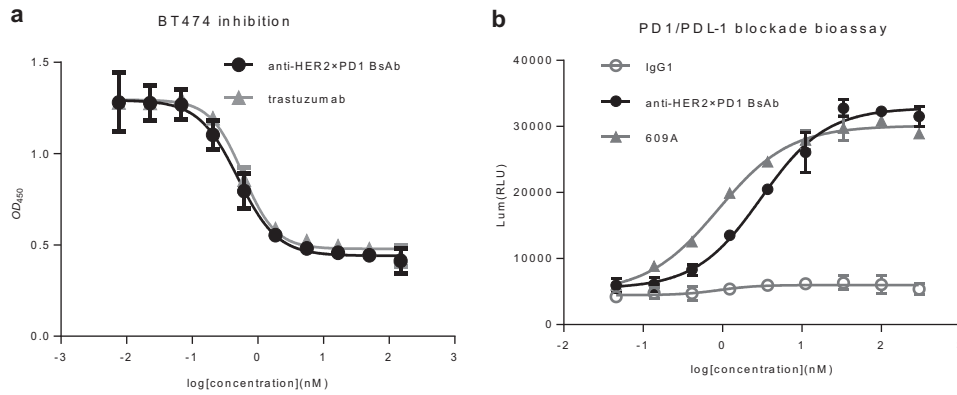 a
BT474 inhibition
anti-HER2×PD1 BsAb
trastuzumab
1.5
1.0
0.5
0.0
OD450
-3 -2 -1 0 1 2 3
log[concentration](nM)
b
PD1/PDL-1 blockade bioassay
IgG1
anti-HER2×PD1 BsAb
609A
40000
30000
20000
10000
0
Lum(RLU)
-2 -1 0 1 2
log[concentration](nM)